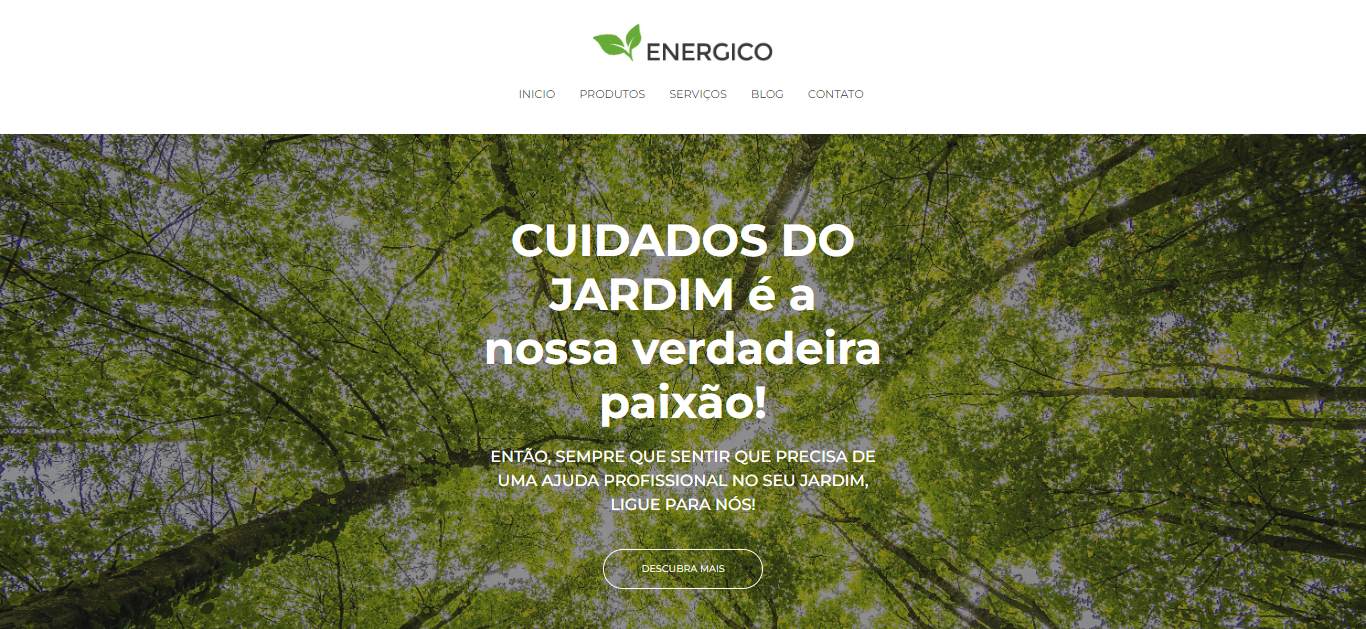 ENERGICO
INICIO PRODUTOS SERVIÇOS BLOG CONTATO
CUIDADOS DO
JARDIM é a
nossa verdadeira
paixão!
ENTÃO, SEMPRE QUE SENTIR QUE PRECISA DE
UMA AJUDA PROFISSIONAL NO SEU JARDIM,
LIGUE PARA NÓS!
DESCUBRA MAIS